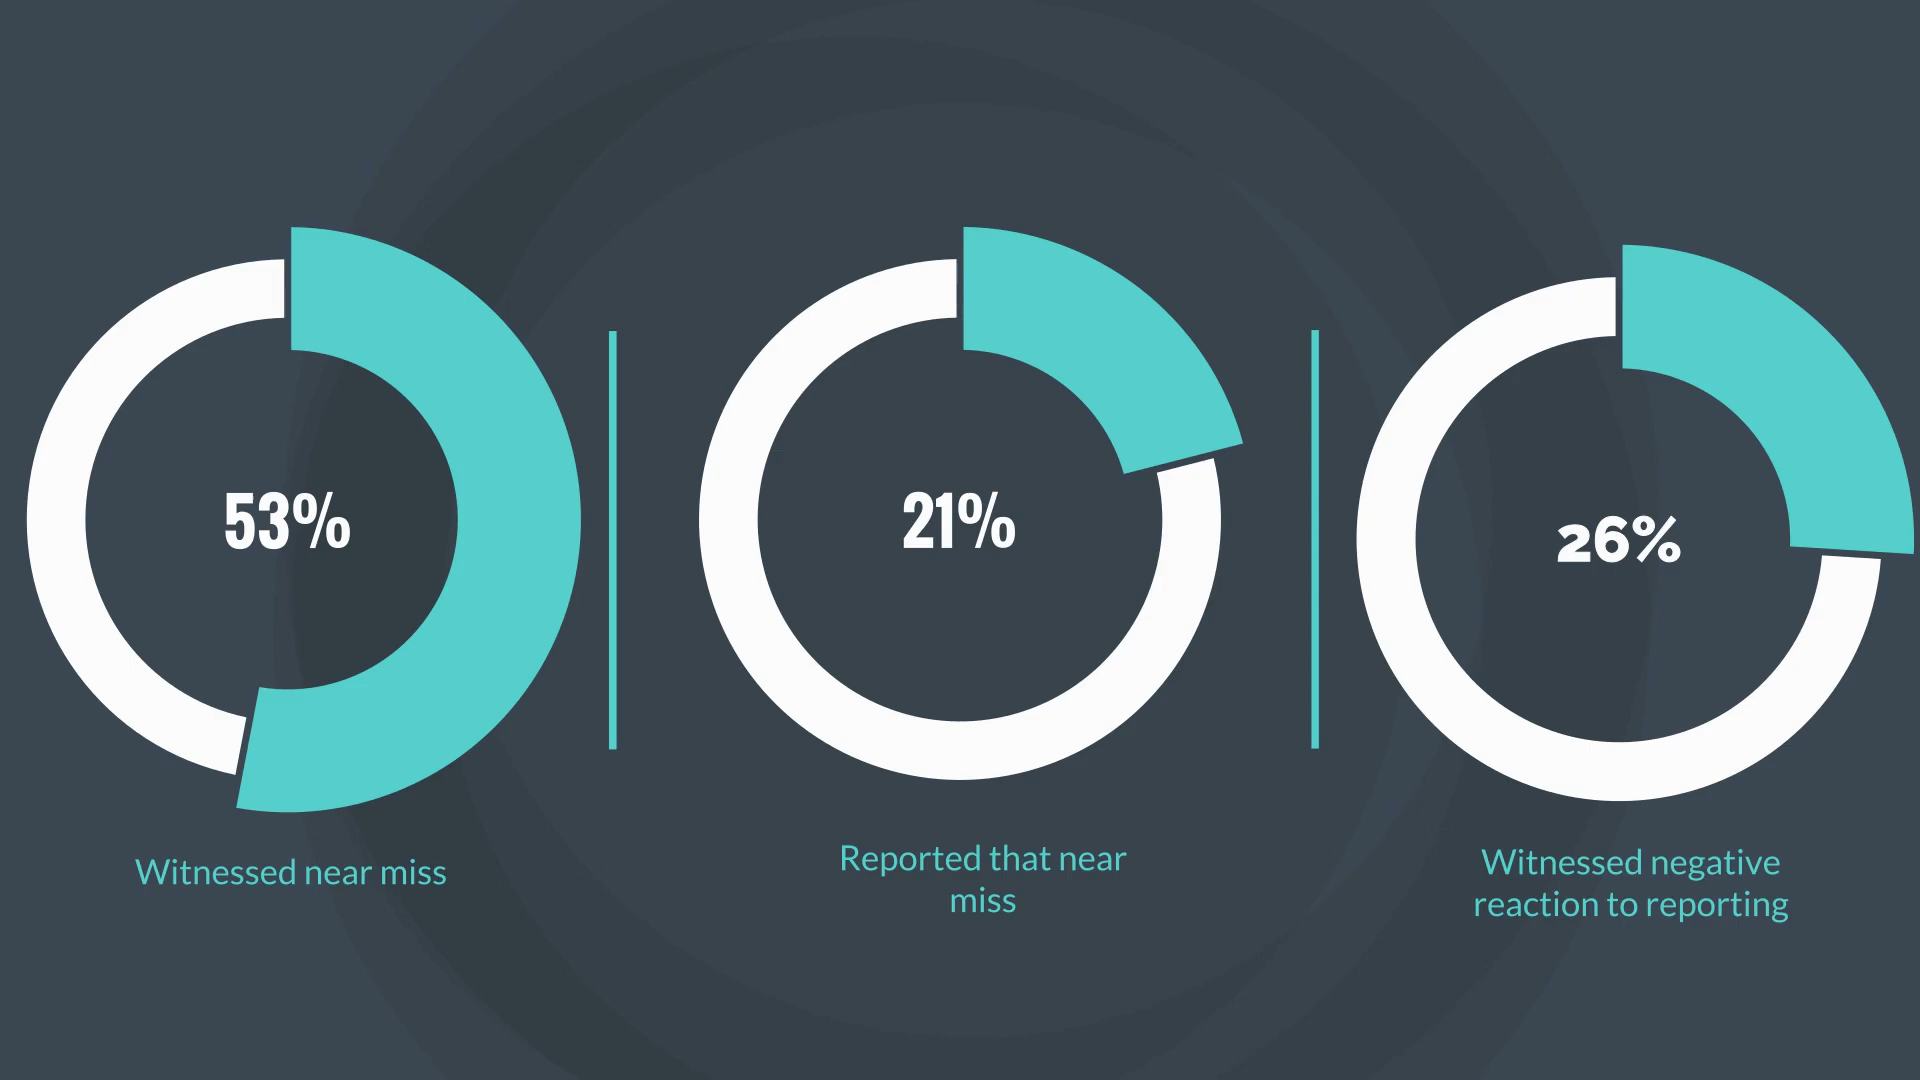 53%
21%
26%
Witnessed near miss
Reported that near
miss
Witnessed negative
reaction to reporting